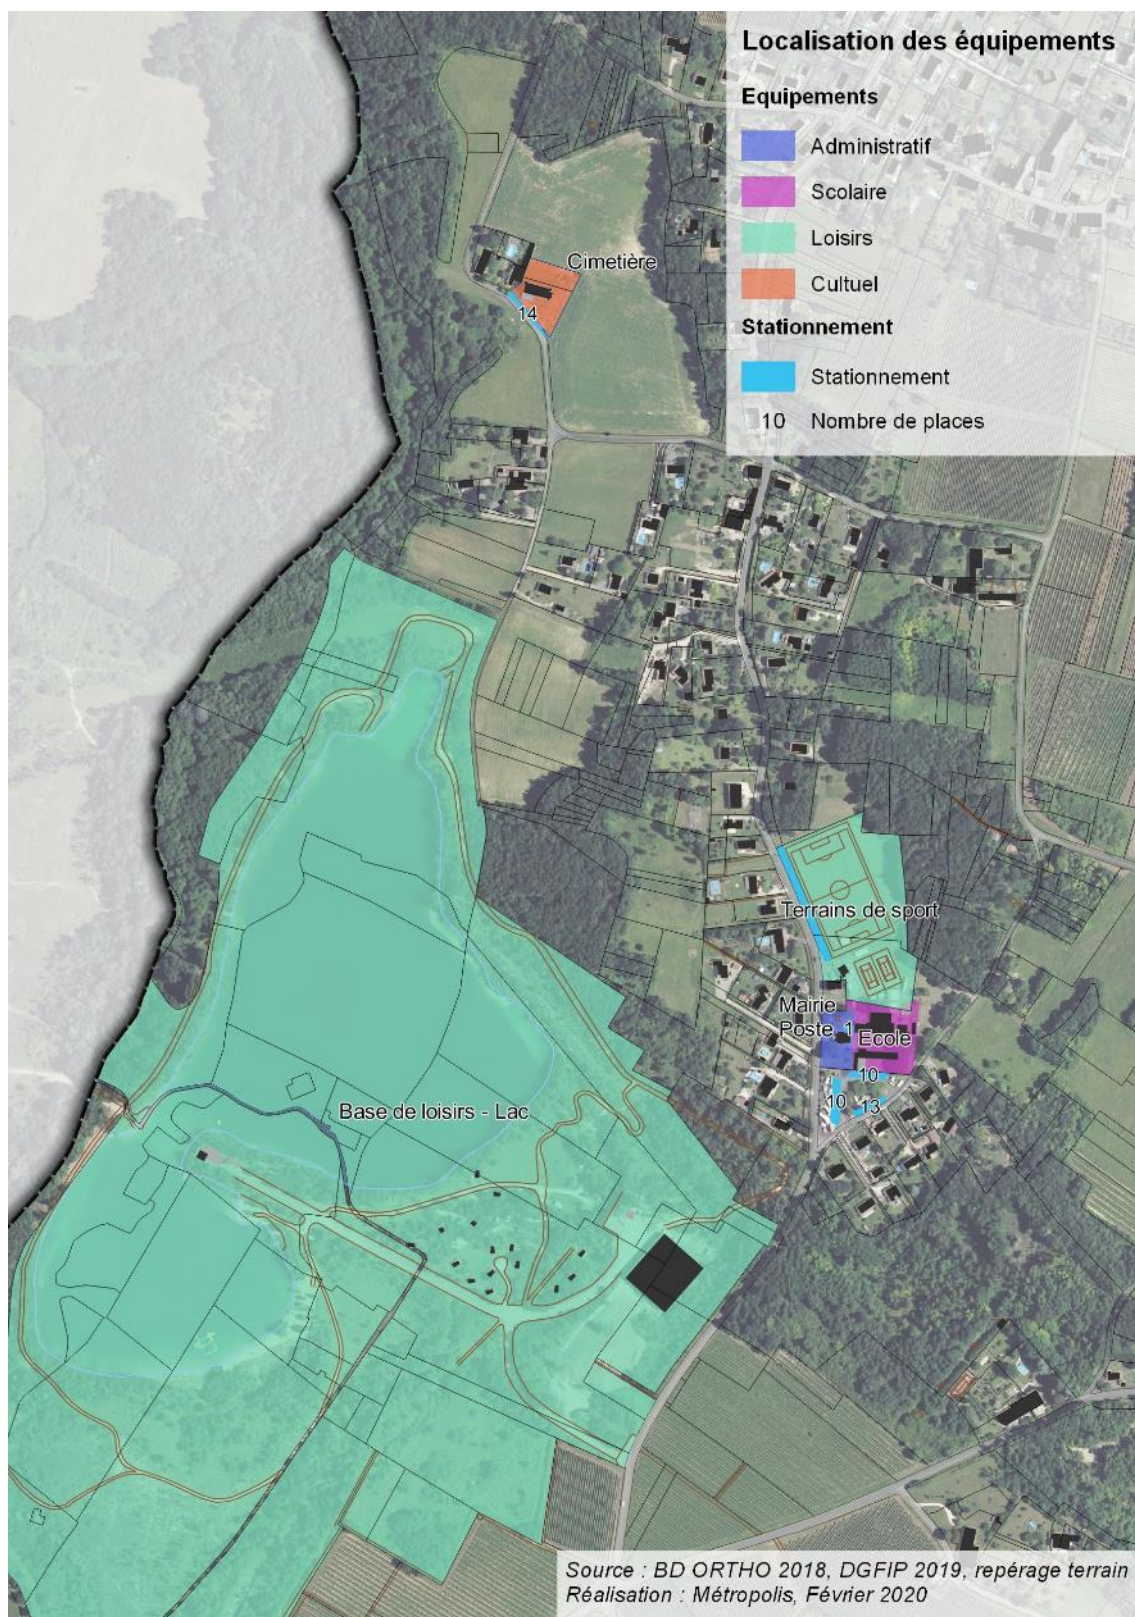 Localisation des équipements
Equipements
Administratif
Scolaire
Loisirs
Cultuel
Stationnement
Stationnement
10 Nombre de places
Cimetière
14
Terrains de sport
Mairie
Poste 1
Ecole
10
10
13
Base de loisirs - Lac
Source : BD ORTHO 2018, DGFIP 2019, repérage terrain
Réalisation : Métropolis, Février 2020